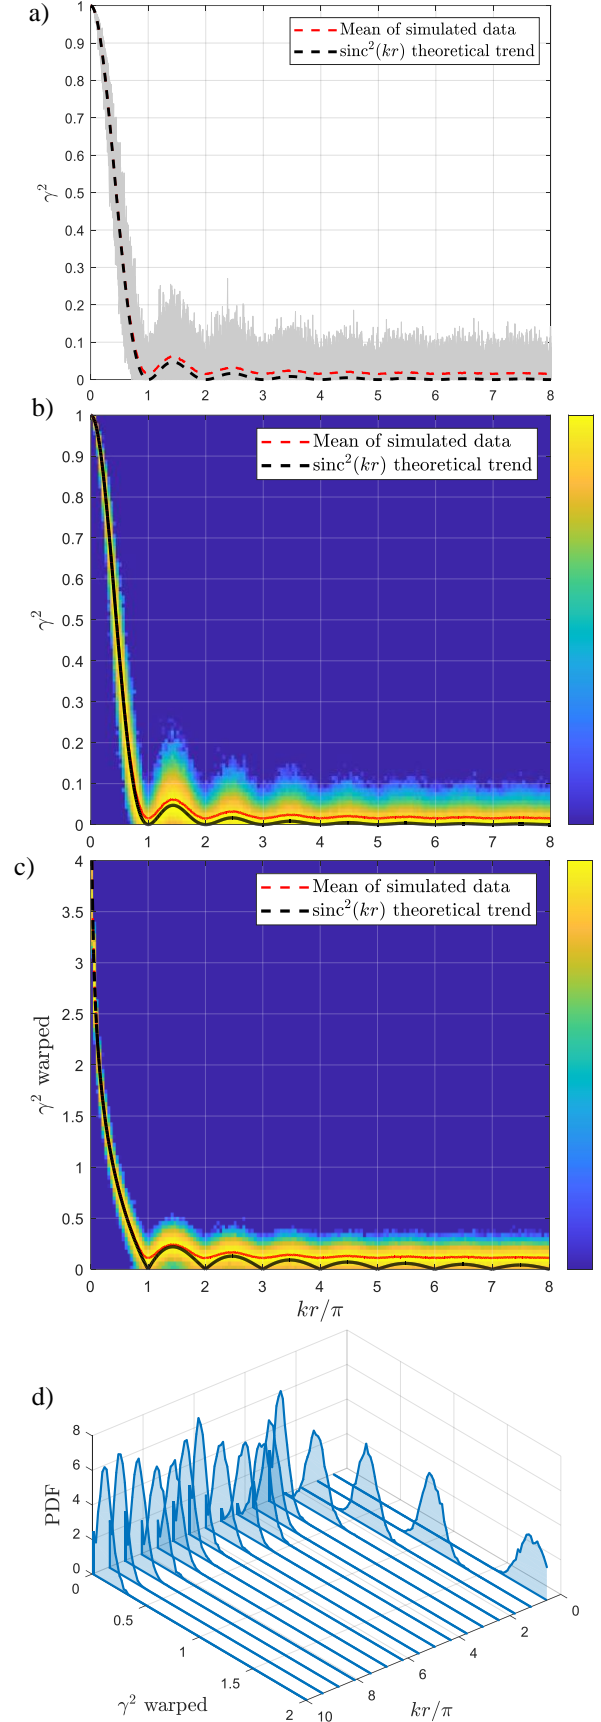 a)
1
0.9
0.8
0.7
0.6
0.5
0.4
0.3
0.2
0.1
0
γ²
Mean of simulated data
sinc²(kr) theoretical trend
0 1 2 3 4 5 6 7 8
b)
1
0.9
0.8
0.7
0.6
0.5
0.4
0.3
0.2
0.1
0
γ²
Mean of simulated data
sinc²(kr) theoretical trend
0 1 2 3 4 5 6 7 8
c)
4
3.5
3
2.5
2
1.5
1
0.5
0
γ² warped
Mean of simulated data
sinc²(kr) theoretical trend
0 1 2 3 4 5 6 7 8
kr/π
d)
8
6
4
2
0
PDF
0
0.5
1
1.5
2
γ² warped
10
8
6
4
2
0
kr/π